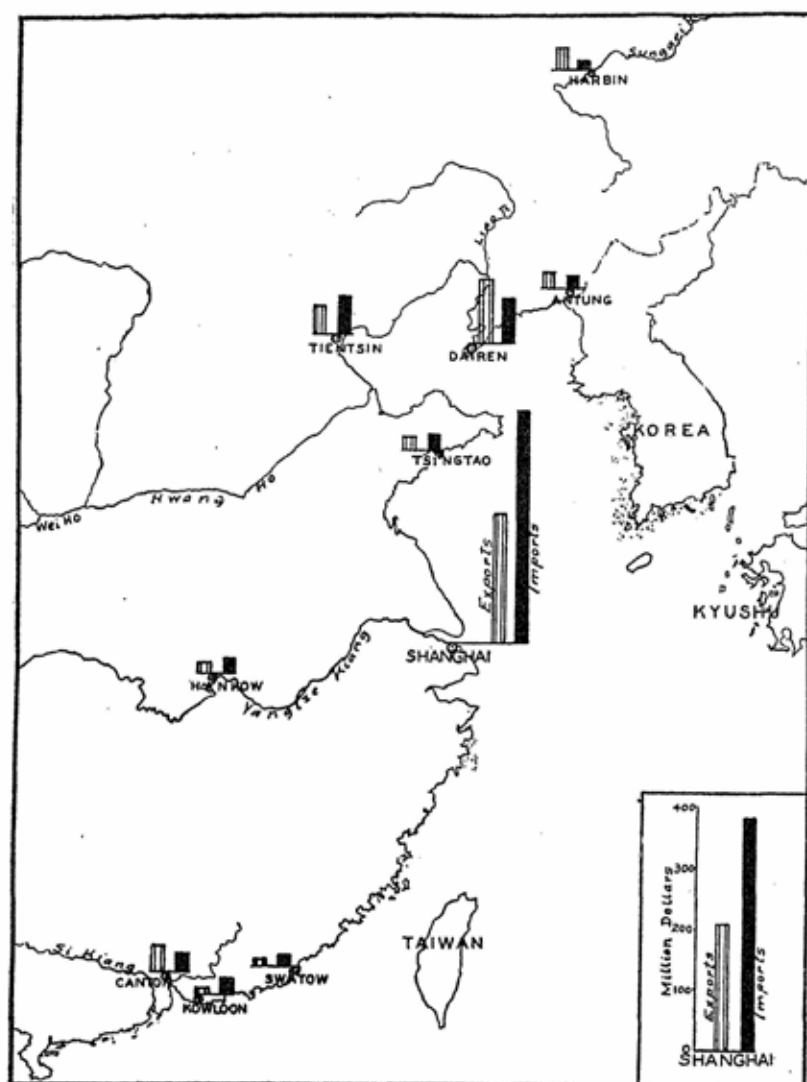 Sungari
HARBIN
Liao R
ANTUNG
TIENTSIN
DAIREN
KOREA
TSINGTAO
Hwang Ho
Wei Ho
Exports
Imports
KYUSHU
SHANGHAI
HANKOW
Yangtze Kiang
400
300
Million Dollars
200
TAIWAN
Si Kiang
SWATOW
CANTON
KOWLOON
100
Exports
Imports
0
SHANGHAI